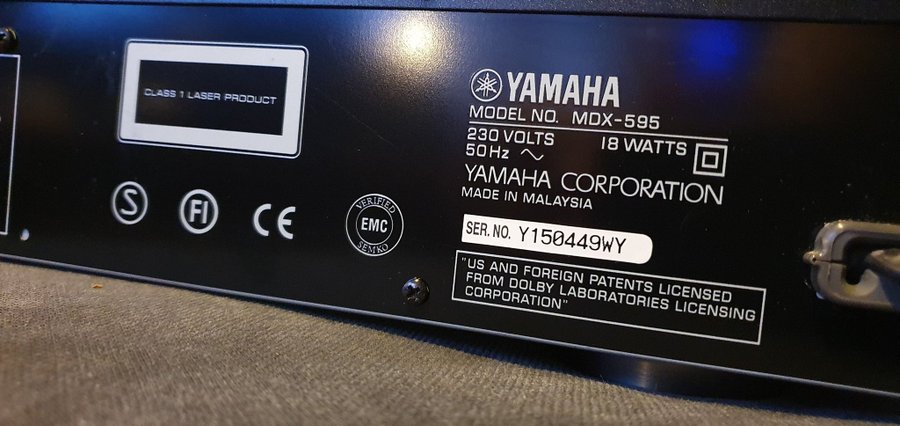 CLASS 1 LASER PRODUCT
YAMAHA
MODEL NO. MDX-595
230 VOLTS 18 WATTS
50Hz ~
YAMAHA CORPORATION
MADE IN MALAYSIA
S
FI
CE
VERIFIED
EMC
SEMKO
SER. NO. Y150449WY
"US AND FOREIGN PATENTS LICENSED
FROM DOLBY LABORATORIES LICENSING
CORPORATION"